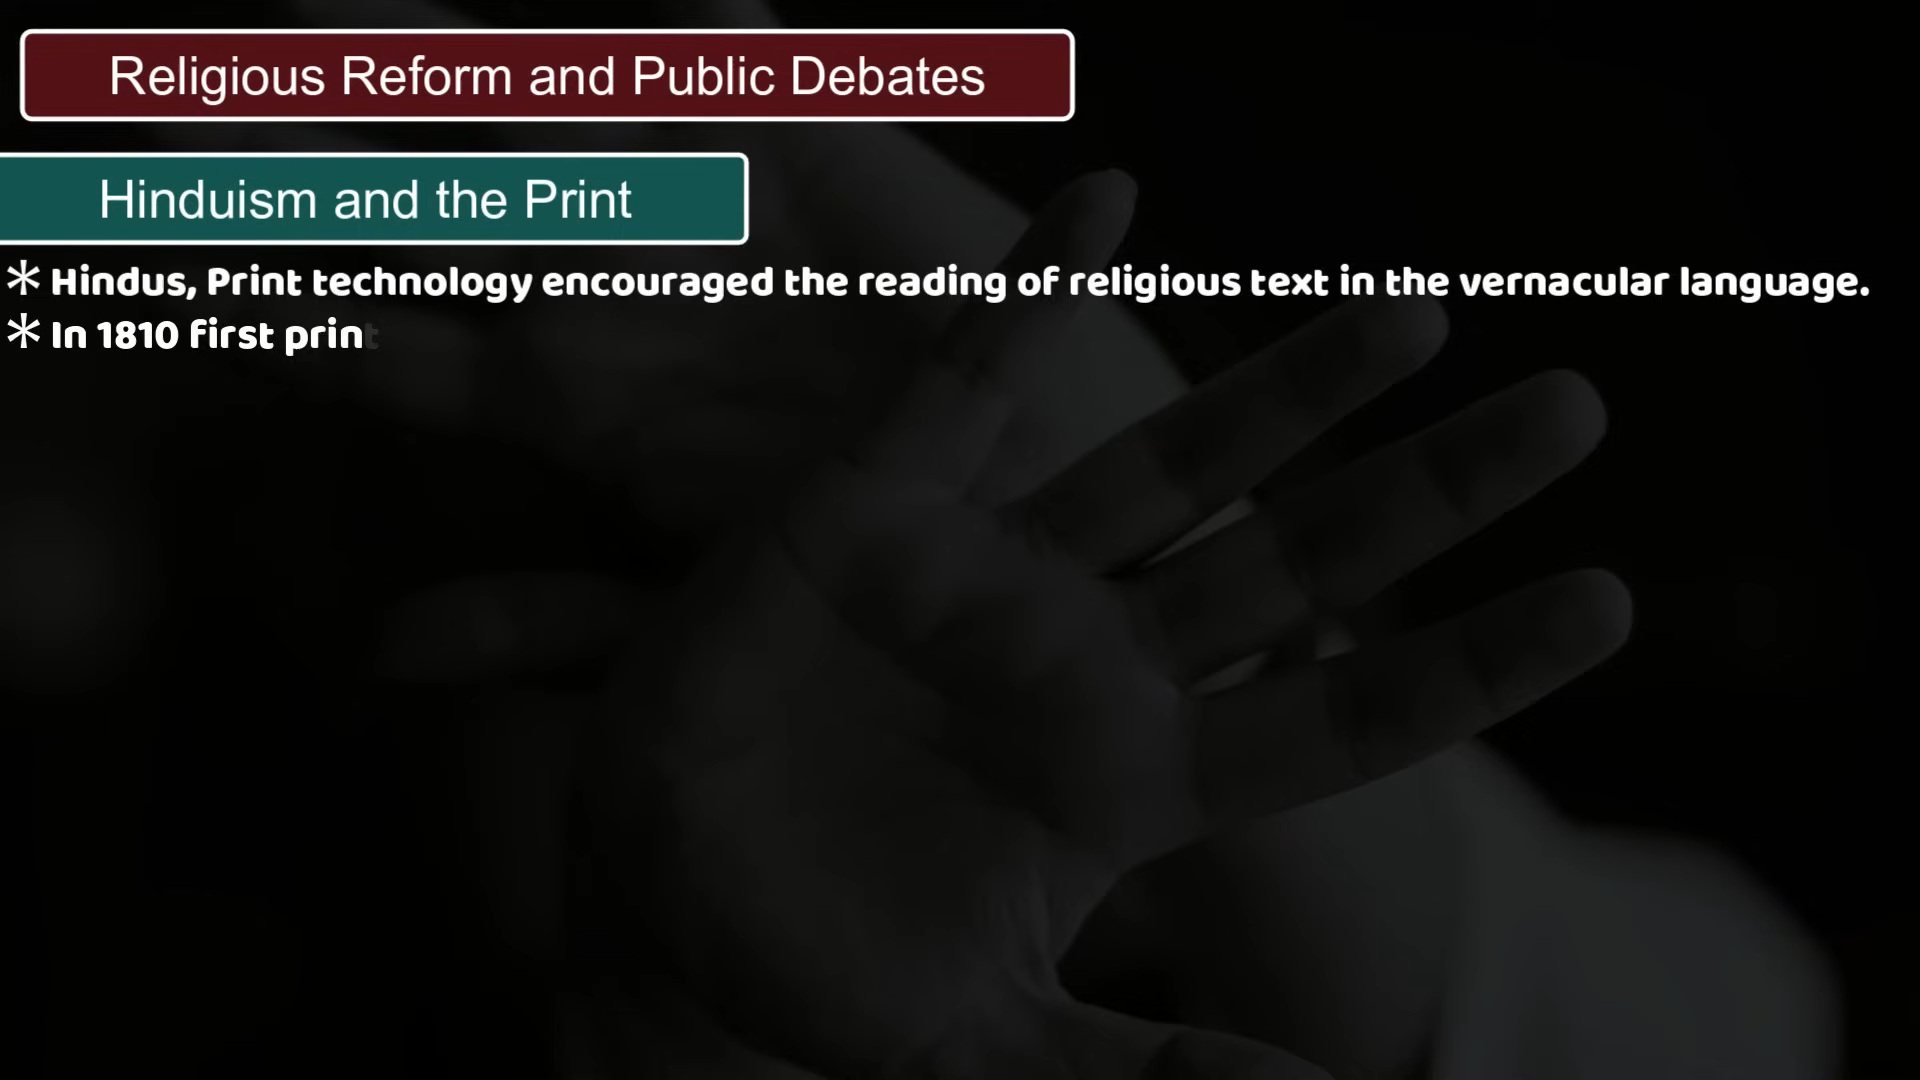 Religious Reform and Public Debates
Hinduism and the Print
* Hindus, Print technology encouraged the reading of religious text in the vernacular language.
* In 1810 first print